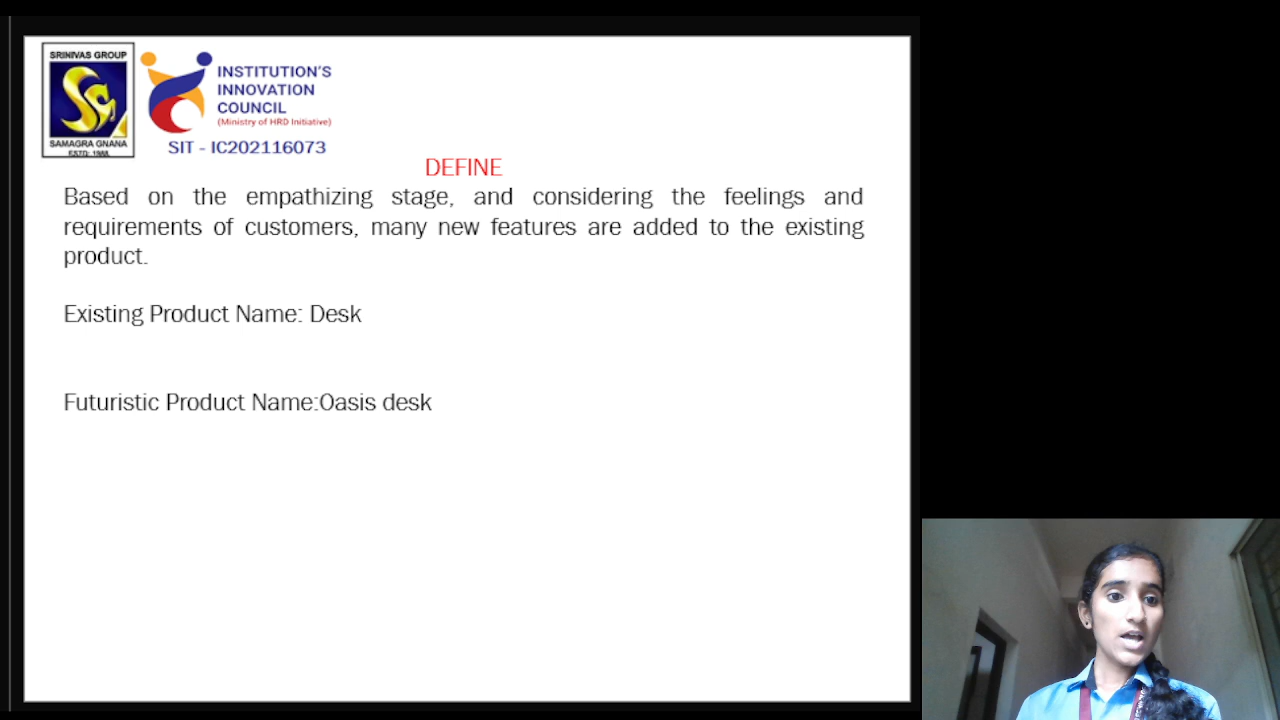 SRINIVAS GROUP
SAMAGRA GNANA
ESTD: 1988
INSTITUTION'S
INNOVATION
COUNCIL
(Ministry of HRD Initiative)
SIT - IC202116073
DEFINE
Based on the empathizing stage, and considering the feelings and
requirements of customers, many new features are added to the existing
product.
Existing Product Name: Desk
Futuristic Product Name:Oasis desk